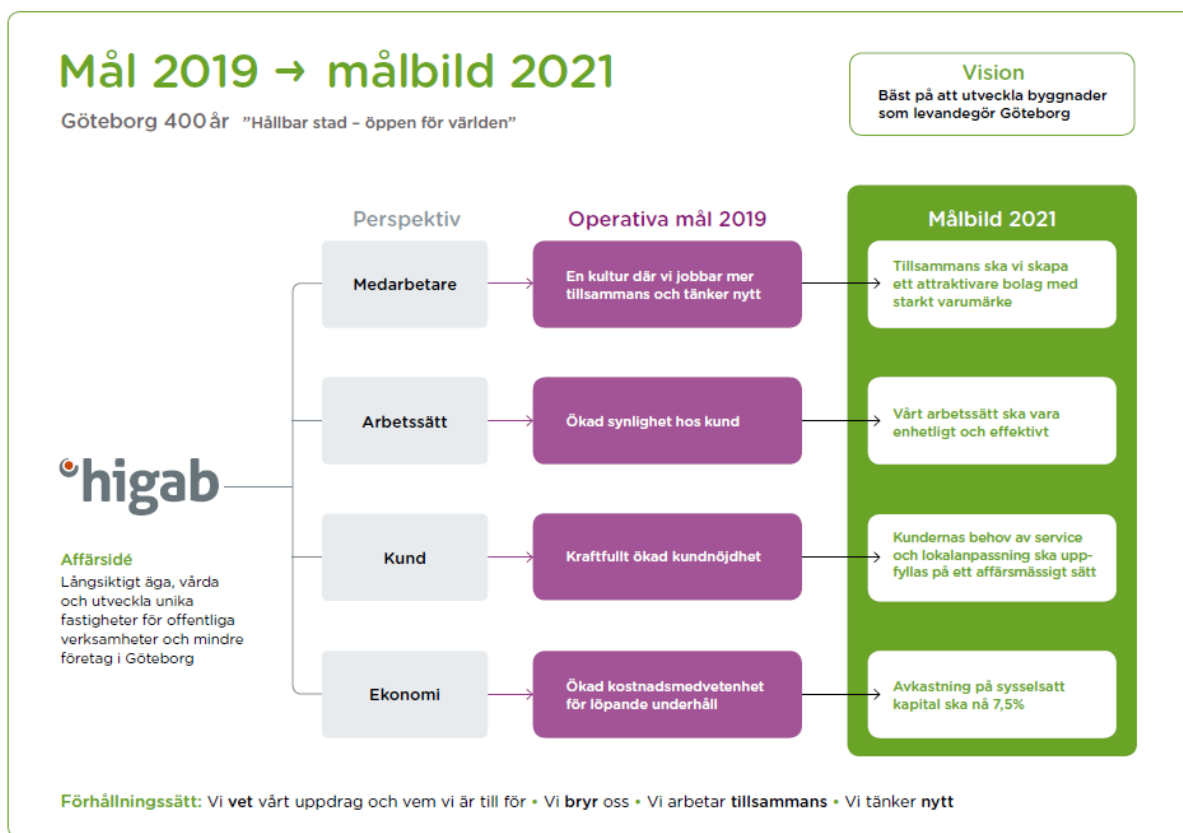 Mål 2019 → målbild 2021
Göteborg 400 år ”Hållbar stad – öppen för världen”
Vision
Bäst på att utveckla byggnader
som levandegör Göteborg
Perspektiv
Operativa mål 2019
Målbild 2021
Medarbetare
En kultur där vi jobbar mer
tillsammans och tänker nytt
Tillsammans ska vi skapa
ett attraktivare bolag med
starkt varumärke
Arbetssätt
Ökad synlighet hos kund
Vårt arbetssätt ska vara
enhetligt och effektivt
higab
Affärsidé
Långsiktigt äga, vårda
och utveckla unika
fastigheter för offentliga
verksamheter och mindre
företag i Göteborg
Kund
Kraftfullt ökad kundnöjdhet
Kundernas behov av service
och lokalanpassning ska upp-
fyllas på ett affärsmässigt sätt
Ekonomi
Ökad kostnadsmedvetenhet
för löpande underhåll
Avkastning på sysselsatt
kapital ska nå 7,5%
Förhållningssätt: Vi vet vårt uppdrag och vem vi är till för • Vi bryr oss • Vi arbetar tillsammans • Vi tänker nytt